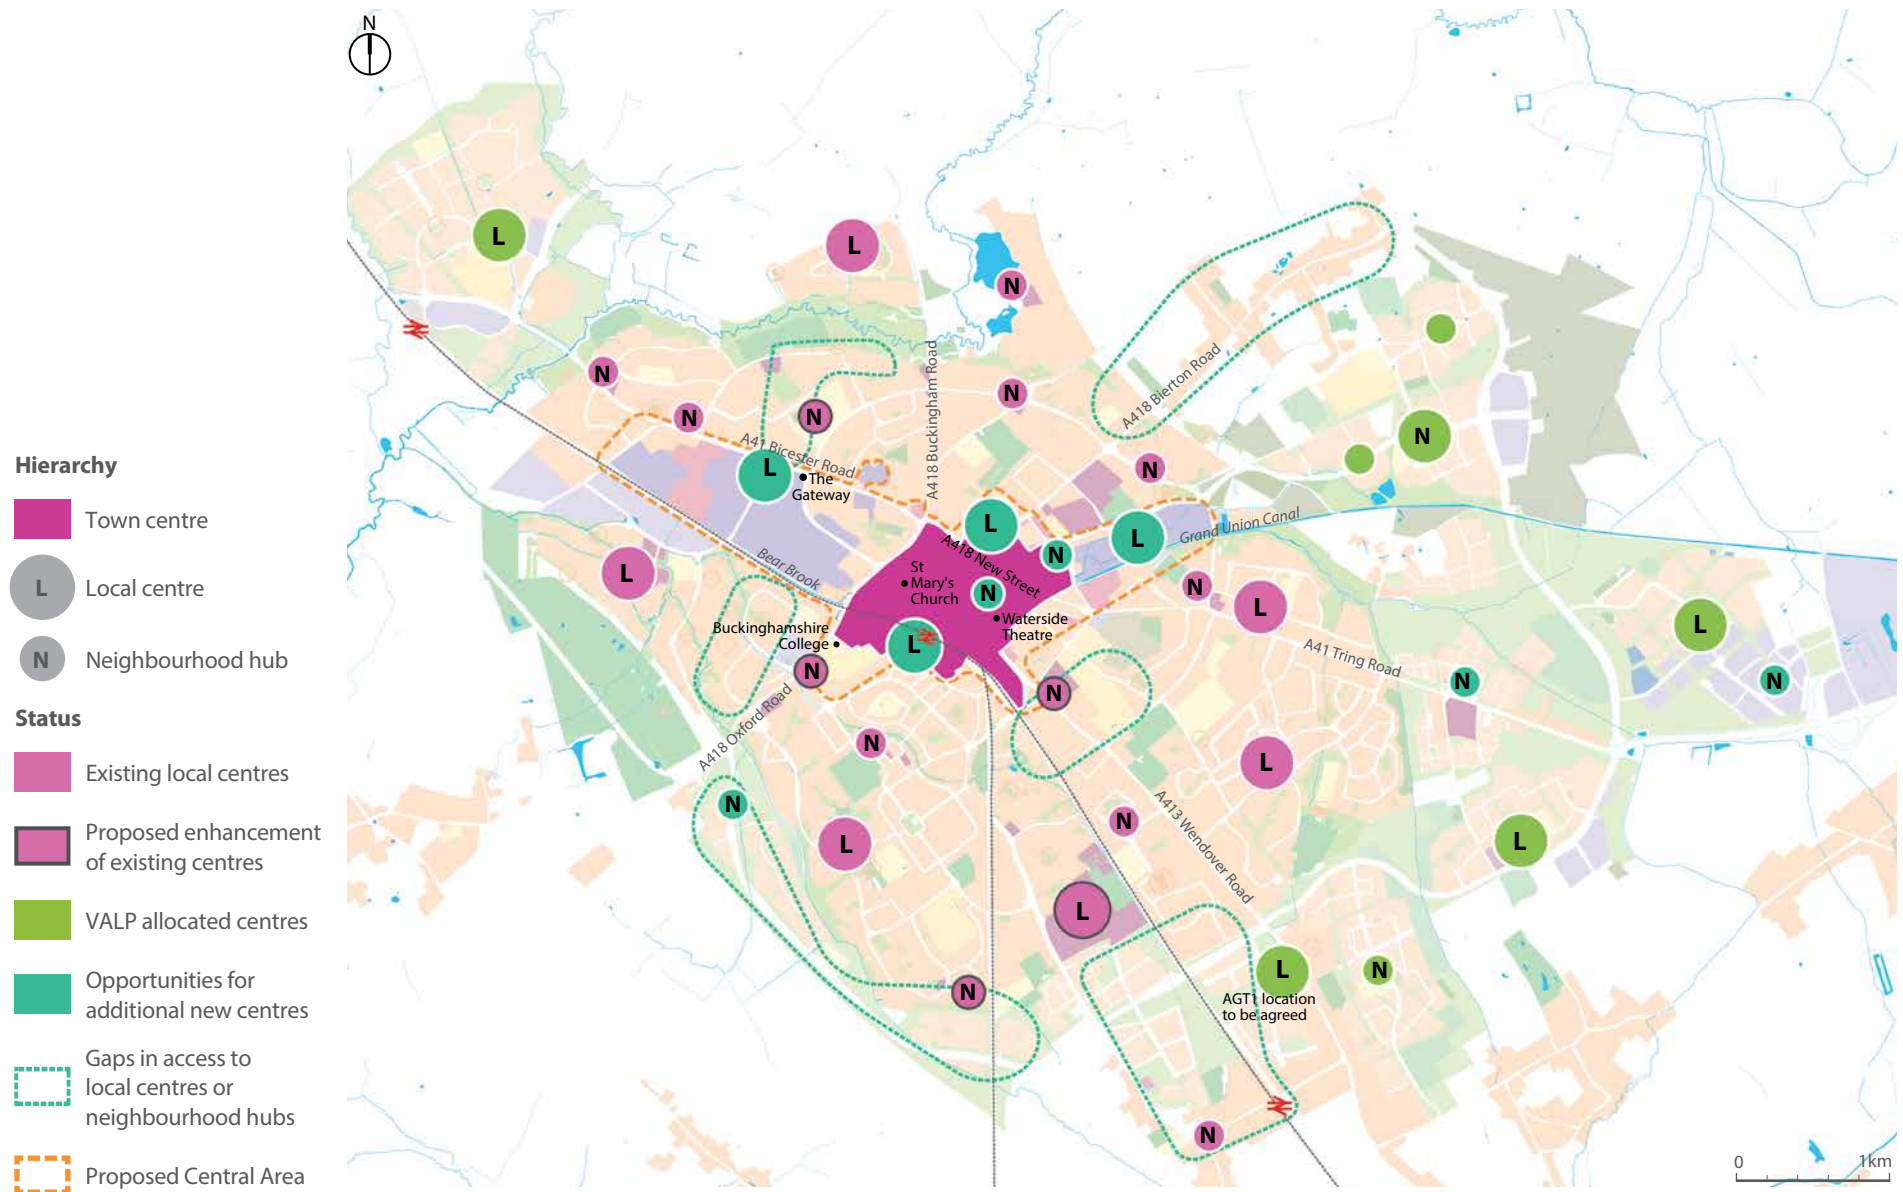 N
Hierarchy
Town centre
L
Local centre
N
Neighbourhood hub
Status
Existing local centres
Proposed enhancement
of existing centres
VALP allocated centres
Opportunities for
additional new centres
Gaps in access to
local centres or
neighbourhood hubs
Proposed Central Area
L
L
N
N
N
N
N
N
N
A418 Buckingham Road
A418 Bierton Road
A41 Bicester Road
L
The
Gateway
L
N
L
Grand Union Canal
A418 New Street
Bear Brook
L
St
Mary's
Church
N
Waterside
Theatre
N
L
Buckinghamshire
College
L
N
N
A41 Tring Road
L
N
N
A418 Oxford Road
N
L
N
L
N
A413 Wendover Road
L
L
N
L
N
AGT1 location
to be agreed
N
0
1km